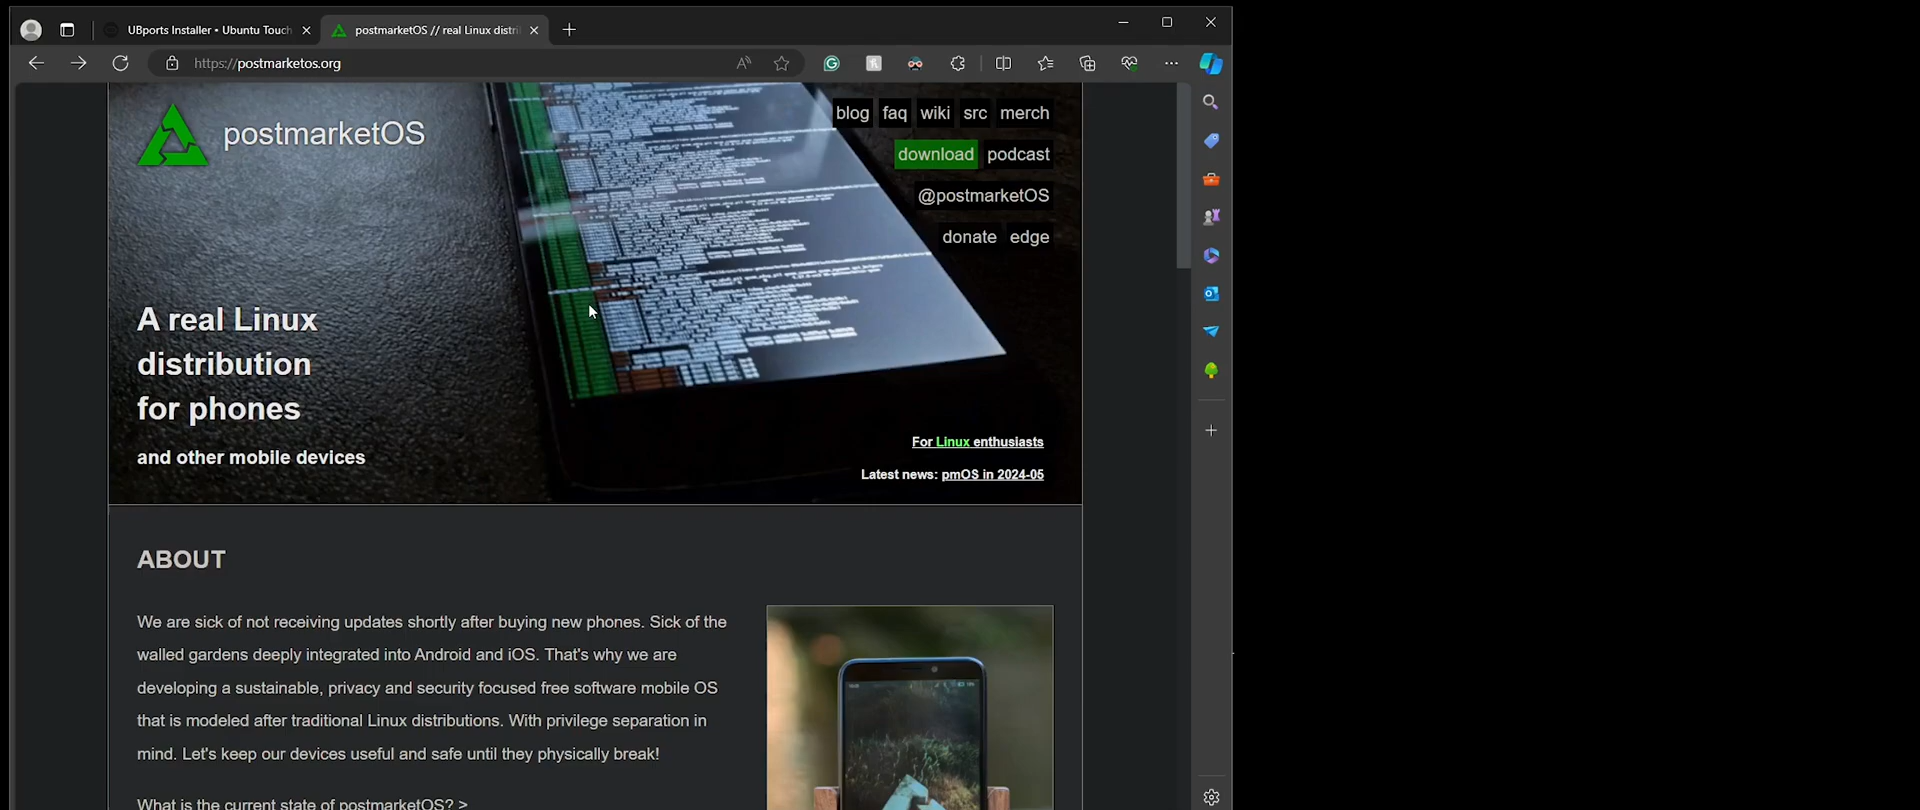 UBports Installer • Ubuntu Touch
postmarketOS // real Linux distri
https://postmarketos.org
postmarketOS
blog faq wiki src merch
download podcast
@postmarketOS
donate edge
A real Linux
distribution
for phones
and other mobile devices
For Linux enthusiasts
Latest news: pmOS in 2024-05
ABOUT
We are sick of not receiving updates shortly after buying new phones. Sick of the
walled gardens deeply integrated into Android and iOS. That's why we are
developing a sustainable, privacy and security focused free software mobile OS
that is modeled after traditional Linux distributions. With privilege separation in
mind. Let's keep our devices useful and safe until they physically break!
What is the current state of postmarketOS? >